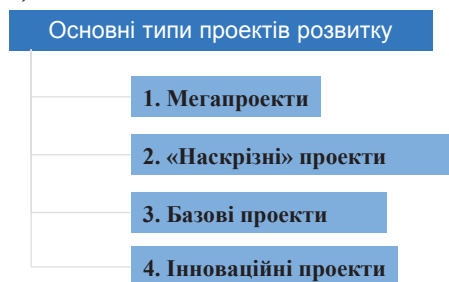 Основні типи проектів розвитку
1. Мегапроекти
2. «Наскрізні» проекти
3. Базові проекти
4. Інноваційні проекти